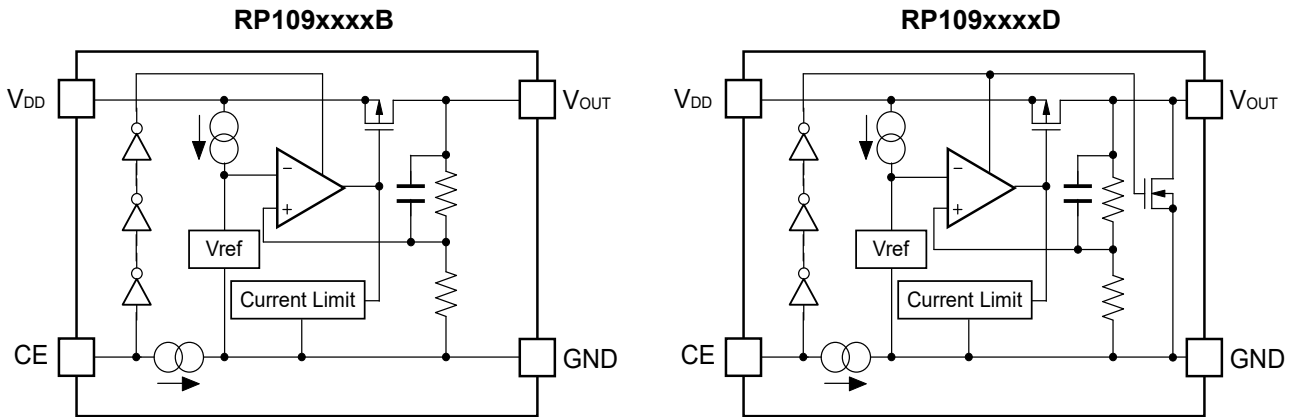 RP109xxxxB
VDD
VOUT
−
+
Vref
Current Limit
CE
GND
RP109xxxxD
VDD
VOUT
−
+
Vref
Current Limit
CE
GND